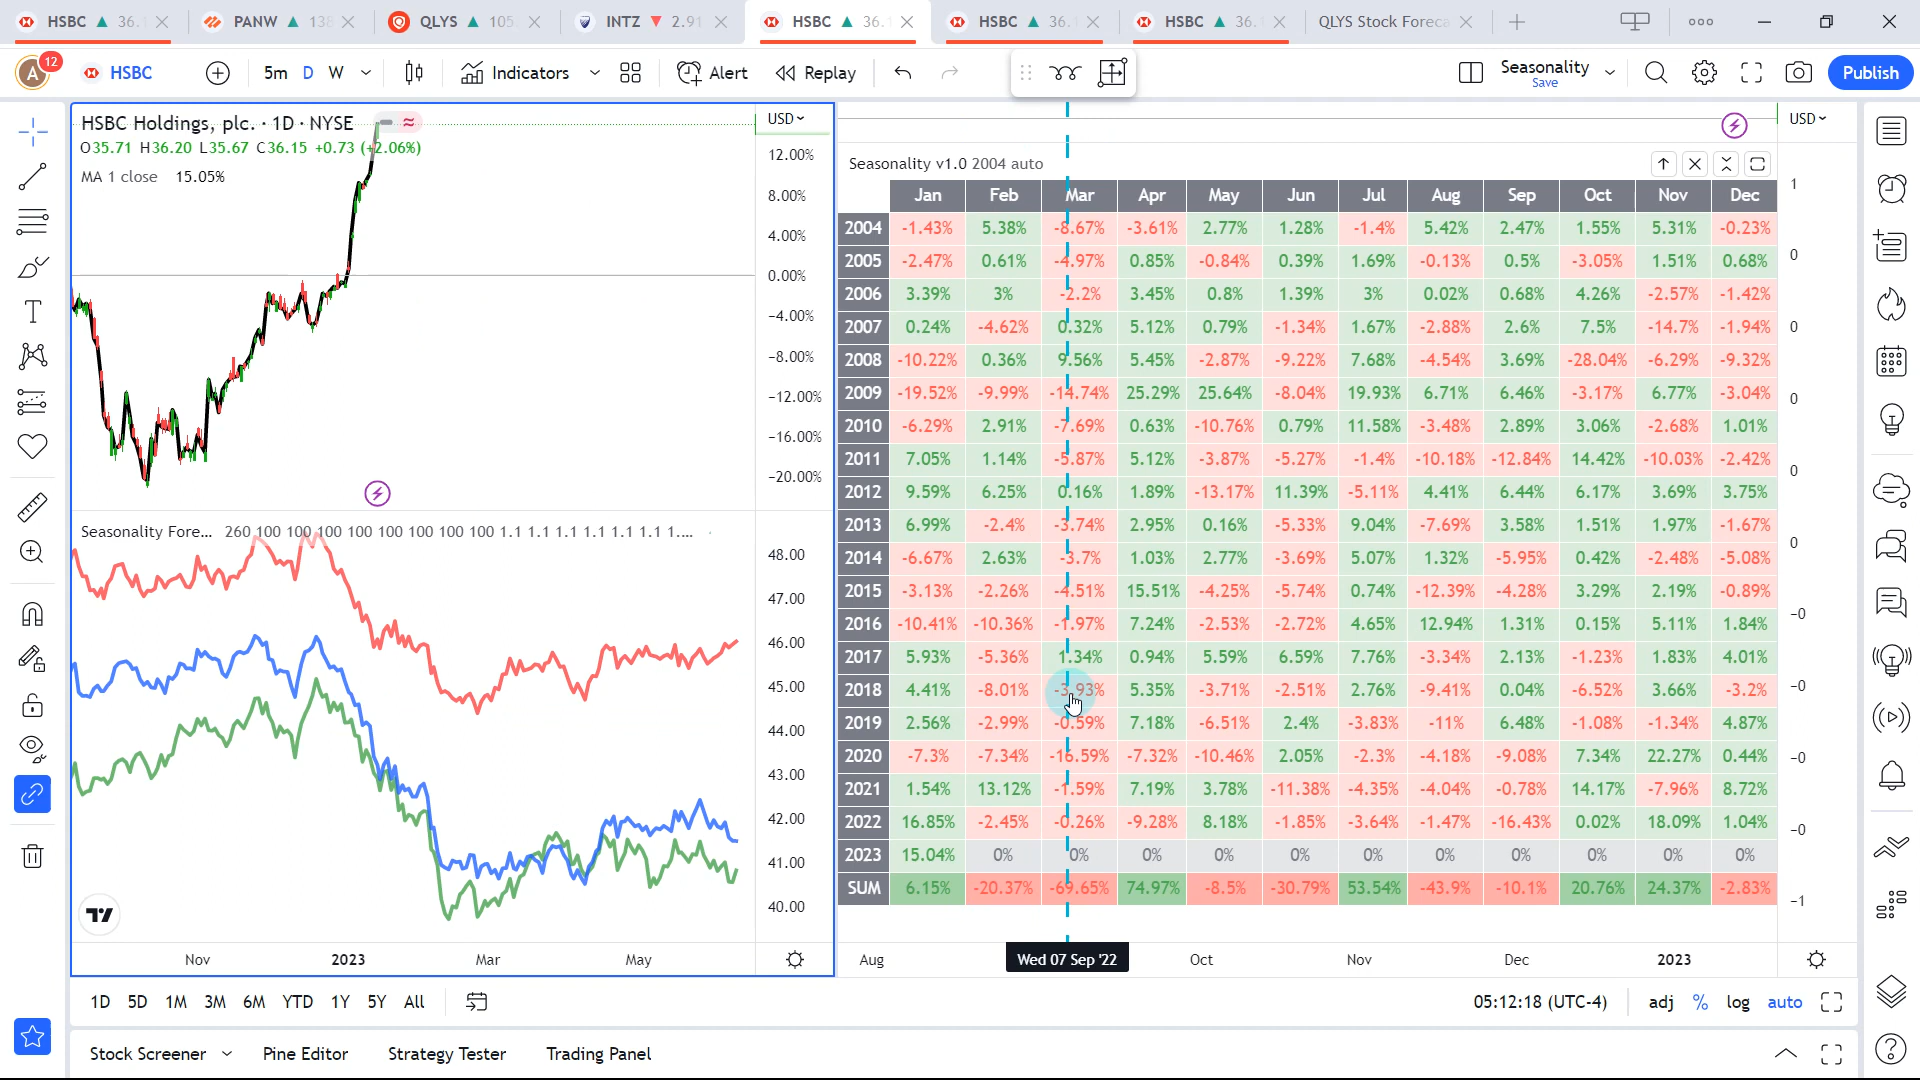 HSBC ▲ 36.
PANW ▲ 138
QLYS ▲ 105
INTZ ▼ 2.91
HSBC ▲ 36.
HSBC ▲ 36.
HSBC ▲ 36.
QLYS Stock Foreca
A 12 HSBC 5m D W Indicators Alert Replay Seasonality Save Publish
HSBC Holdings, plc. · 1D · NYSE
O35.71 H36.20 L35.67 C36.15 +0.73 (+2.06%)
MA 1 close 15.05%
USD
12.00%
8.00%
4.00%
0.00%
−4.00%
−8.00%
−12.00%
−16.00%
−20.00%
Seasonality Fore... 260 100 100 100 100 100 100 100 100 1.1 1.1 1.1 1.1 1.1 1.1 1....
48.00
47.00
46.00
45.00
44.00
43.00
42.00
41.00
40.00
Nov 2023 Mar May
USD
Seasonality v1.0 2004 auto
Jan Feb Mar Apr May Jun Jul Aug Sep Oct Nov Dec
2004 -1.43% 5.38% -8.67% -3.61% 2.77% 1.28% -1.4% 5.42% 2.47% 1.55% 5.31% -0.23%
2005 -2.47% 0.61% -4.97% 0.85% -0.84% 0.39% 1.69% -0.13% 0.5% -3.05% 1.51% 0.68%
2006 3.39% 3% -2.2% 3.45% 0.8% 1.39% 3% 0.02% 0.68% 4.26% -2.57% -1.42%
2007 0.24% -4.62% 0.32% 5.12% 0.79% -1.34% 1.67% -2.88% 2.6% 7.5% -14.7% -1.94%
2008 -10.22% 0.36% 9.56% 5.45% -2.87% -9.22% 7.68% -4.54% 3.69% -28.04% -6.29% -9.32%
2009 -19.52% -9.99% -14.74% 25.29% 25.64% -8.04% 19.93% 6.71% 6.46% -3.17% 6.77% -3.04%
2010 -6.29% 2.91% -7.69% 0.63% -10.76% 0.79% 11.58% -3.48% 2.89% 3.06% -2.68% 1.01%
2011 7.05% 1.14% -5.87% 5.12% -3.87% -5.27% -1.4% -10.18% -12.84% 14.42% -10.03% -2.42%
2012 9.59% 6.25% 0.16% 1.89% -13.17% 11.39% -5.11% 4.41% 6.44% 6.17% 3.69% 3.75%
2013 6.99% -2.4% -3.74% 2.95% 0.16% -5.33% 9.04% -7.69% 3.58% 1.51% 1.97% -1.67%
2014 -6.67% 2.63% -3.7% 1.03% 2.77% -3.69% 5.07% 1.32% -5.95% 0.42% -2.48% -5.08%
2015 -3.13% -2.26% -4.51% 15.51% -4.25% -5.74% 0.74% -12.39% -4.28% 3.29% 2.19% -0.89%
2016 -10.41% -10.36% -1.97% 7.24% -2.53% -2.72% 4.65% 12.94% 1.31% 0.15% 5.11% 1.84%
2017 5.93% -5.36% 1.34% 0.94% 5.59% 6.59% 7.76% -3.34% 2.13% -1.23% 1.83% 4.01%
2018 4.41% -8.01% -3.93% 5.35% -3.71% -2.51% 2.76% -9.41% 0.04% -6.52% 3.66% -3.2%
2019 2.56% -2.99% -0.59% 7.18% -6.51% 2.4% -3.83% -11% 6.48% -1.08% -1.34% 4.87%
2020 -7.3% -7.34% -16.59% -7.32% -10.46% 2.05% -2.3% -4.18% -9.08% 7.34% 22.27% 0.44%
2021 1.54% 13.12% -1.59% 7.19% 3.78% -11.38% -4.35% -4.04% -0.78% 14.17% -7.96% 8.72%
2022 16.85% -2.45% -0.26% -9.28% 8.18% -1.85% -3.64% -1.47% -16.43% 0.02% 18.09% 1.04%
2023 15.04% 0% 0% 0% 0% 0% 0% 0% 0% 0% 0% 0%
SUM 6.15% -20.37% -69.65% 74.97% -8.5% -30.79% 53.54% -43.9% -10.1% 20.76% 24.37% -2.83%
1
0
0
0
0
0
−0
−0
−0
−0
−1
Aug Wed 07 Sep '22 Oct Nov Dec 2023
1D 5D 1M 3M 6M YTD 1Y 5Y All 05:12:18 (UTC-4) adj % log auto
Stock Screener Pine Editor Strategy Tester Trading Panel